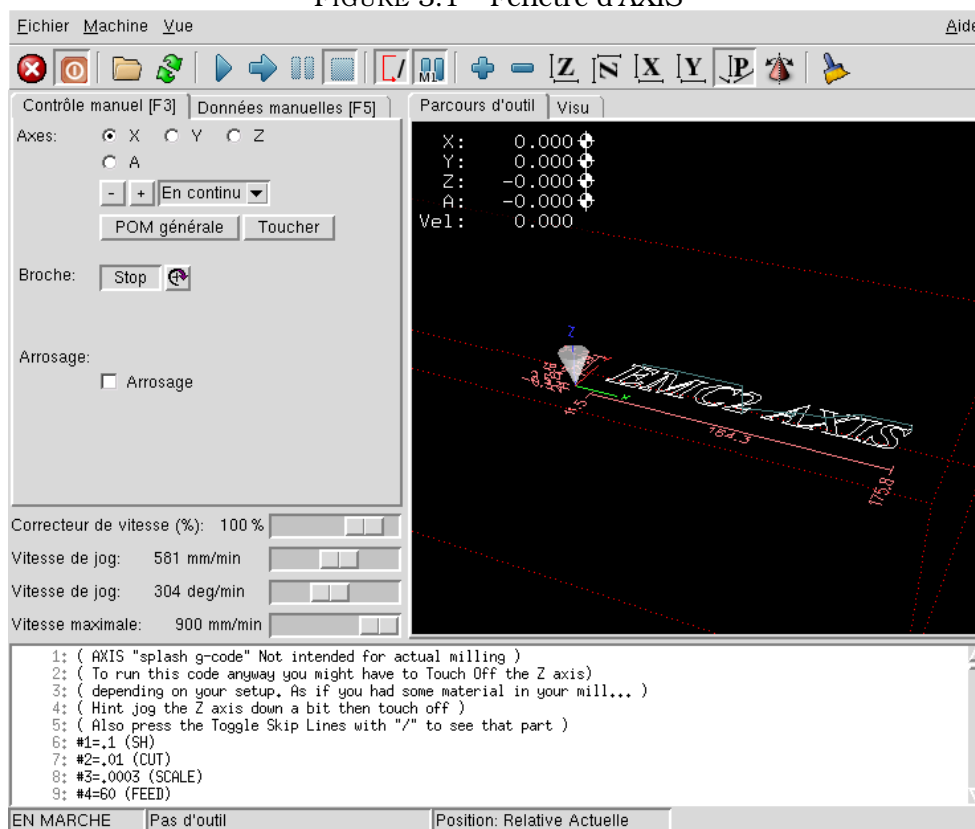 FIGURE 3.1 – Fenêtre d'AXIS
Eichier Machine Vue Aide
Z N X Y P
M1
Contrôle manuel [F3] Données manuelles [F5]
Axes: X Y Z
A
- + En continu
POM générale Toucher
Broche: Stop
Arrosage:
Arrosage
Correcteur de vitesse (%): 100 %
Vitesse de jog: 581 mm/min
Vitesse de jog: 304 deg/min
Vitesse maximale: 900 mm/min
Parcours d'outil Visu
X: 0.000
Y: 0.000
Z: -0.000
A: -0.000
Vel: 0.000
Z
X
EMC2 AXIS
11.5
164.3
175.8
1: ( AXIS "splash g-code" Not intended for actual milling )
2: ( To run this code anyway you might have to Touch Off the Z axis)
3: ( depending on your setup. As if you had some material in your mill... )
4: ( Hint jog the Z axis down a bit then touch off )
5: ( Also press the Toggle Skip Lines with "/" to see that part )
6: #1=.1 (SH)
7: #2=.01 (CUT)
8: #3=.0003 (SCALE)
9: #4=60 (FEED)
EN MARCHE Pas d'outil Position: Relative Actuelle